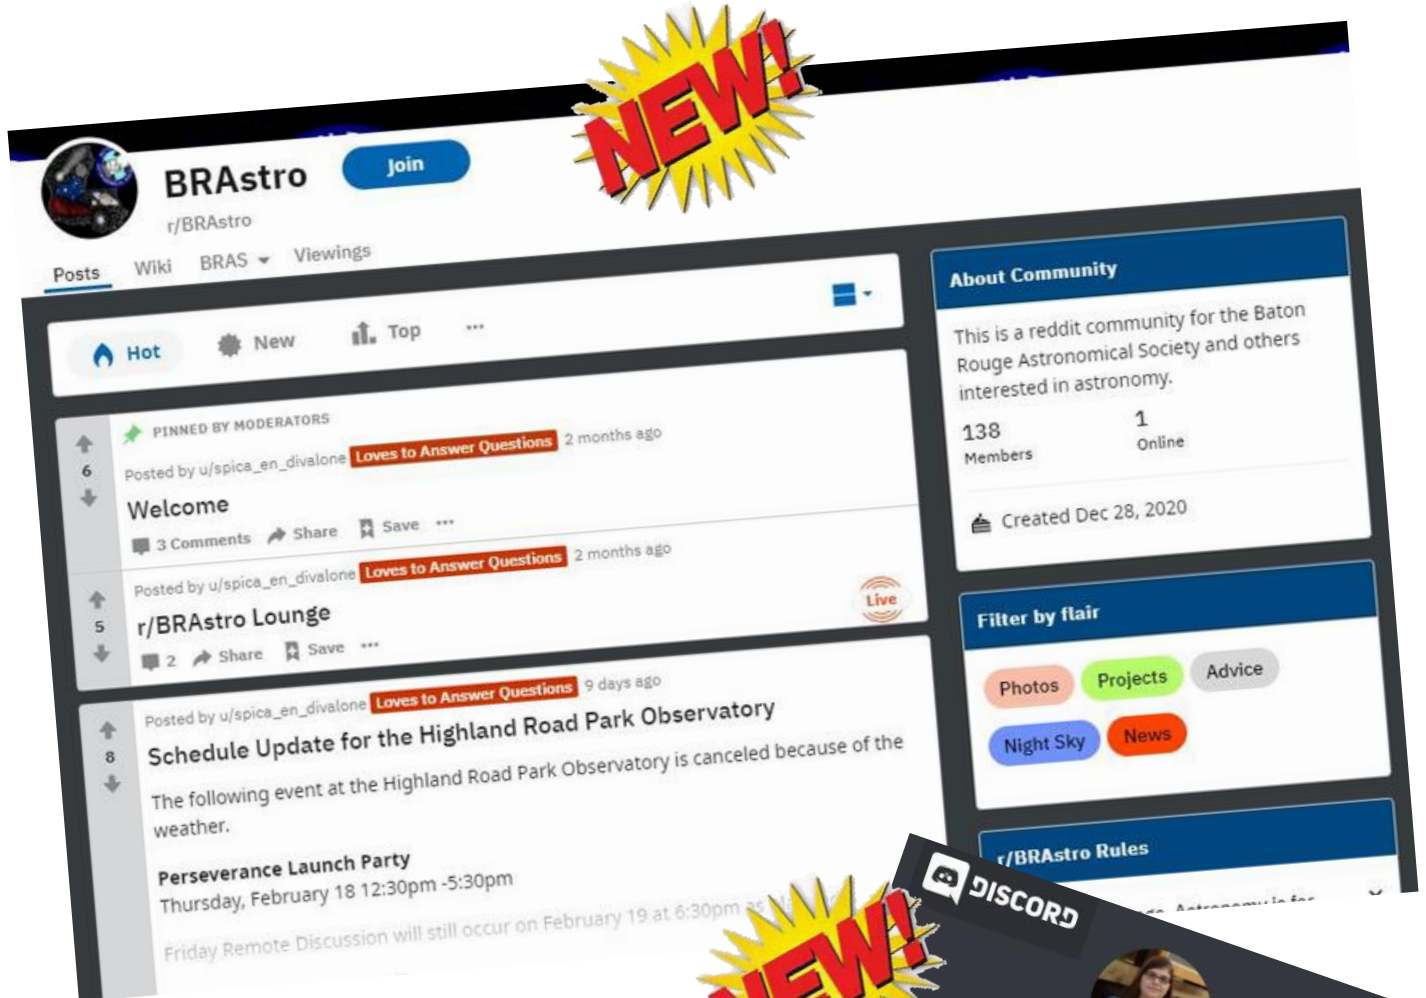 NEW!
BRAstro
Join
r/BRAstro
Posts Wiki BRAS Viewings
Hot New Top ...
PINNED BY MODERATORS
6
Posted by u/spica_en_divalone Loves to Answer Questions 2 months ago
Welcome
3 Comments Share Save ...
Posted by u/spica_en_divalone Loves to Answer Questions 2 months ago
5
r/BRAstro Lounge
Live
2 Share Save ...
Posted by u/spica_en_divalone Loves to Answer Questions 9 days ago
8
Schedule Update for the Highland Road Park Observatory
The following event at the Highland Road Park Observatory is canceled because of the
weather.
Perseverance Launch Party
Thursday, February 18 12:30pm -5:30pm
Friday Remote Discussion will still occur on February 19 at 6:30pm as
About Community
This is a reddit community for the Baton
Rouge Astronomical Society and others
interested in astronomy.
138 1
Members Online
Created Dec 28, 2020
Filter by flair
Photos Projects Advice
Night Sky News
r/BRAstro Rules
Astronomy is for
DISCORD
NEW!